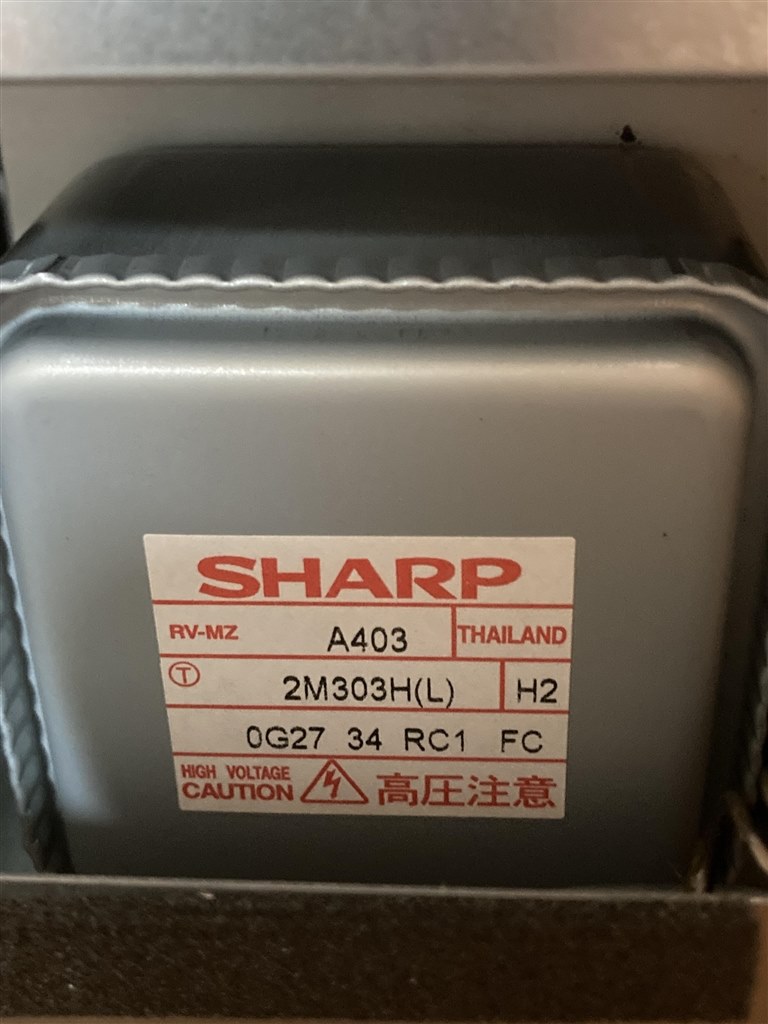 SHARP
RV-MZ A403 THAILAND
Ⓣ 2M303H(L) H2
0G27 34 RC1 FC
HIGH VOLTAGE
CAUTION 高圧注意